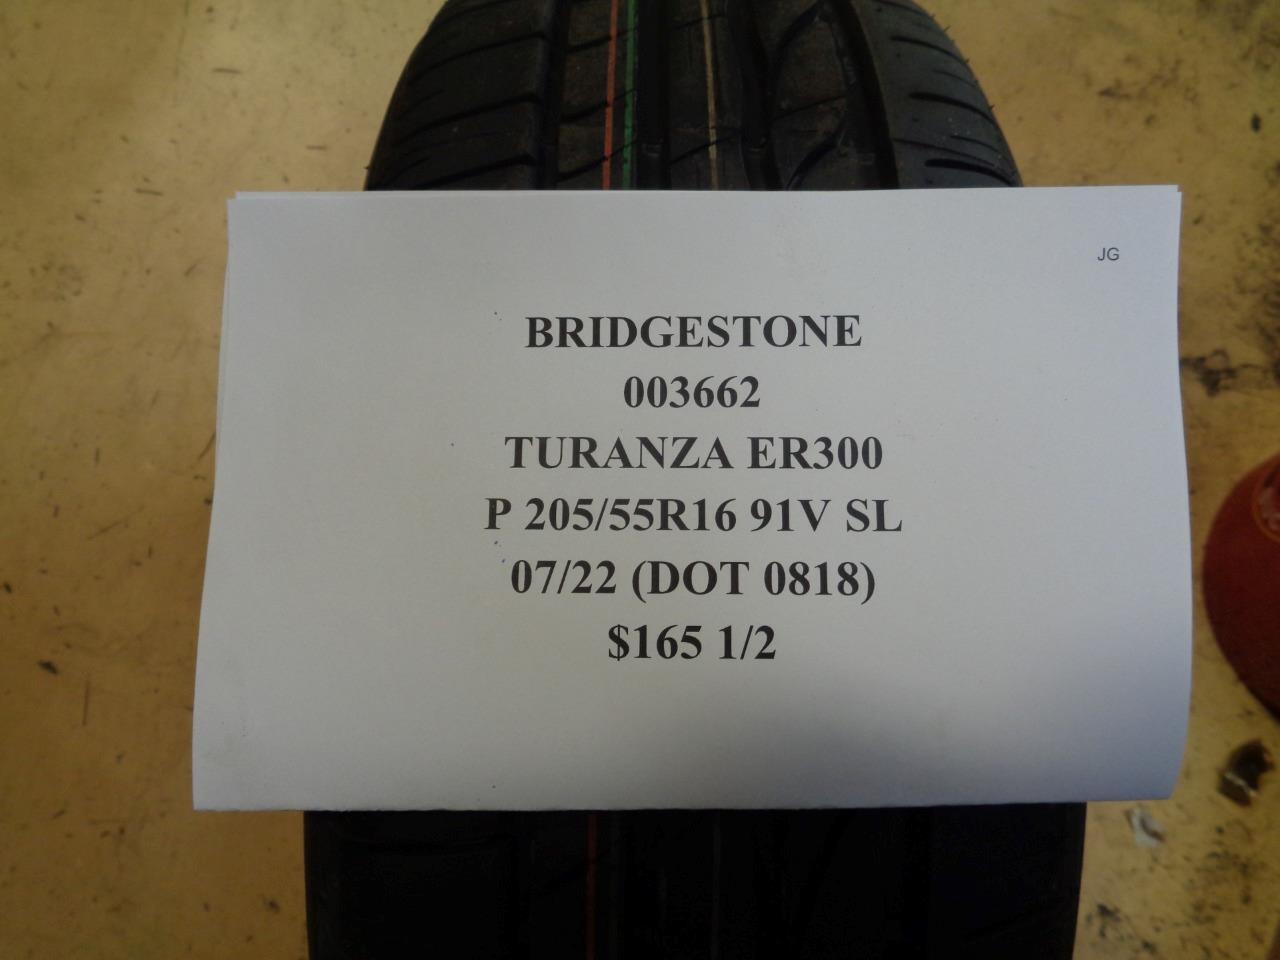 JG
BRIDGESTONE
003662
TURANZA ER300
P 205/55R16 91V SL
07/22 (DOT 0818)
$165 1/2